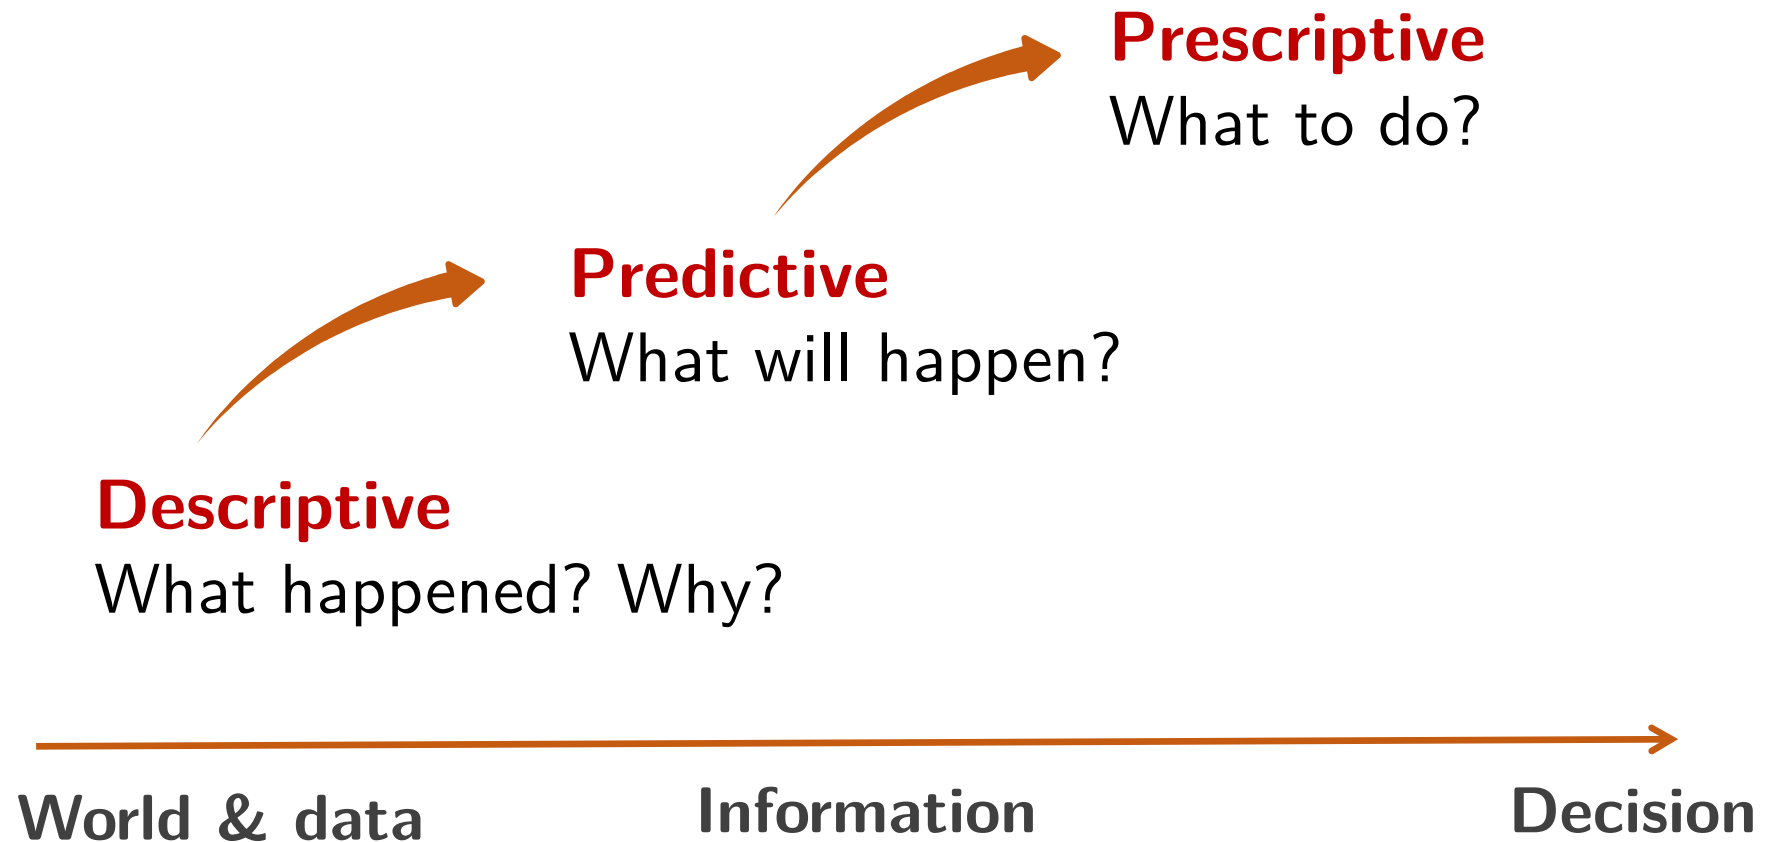 Prescriptive
What to do?
Predictive
What will happen?
Descriptive
What happened? Why?
World & data
Information
Decision